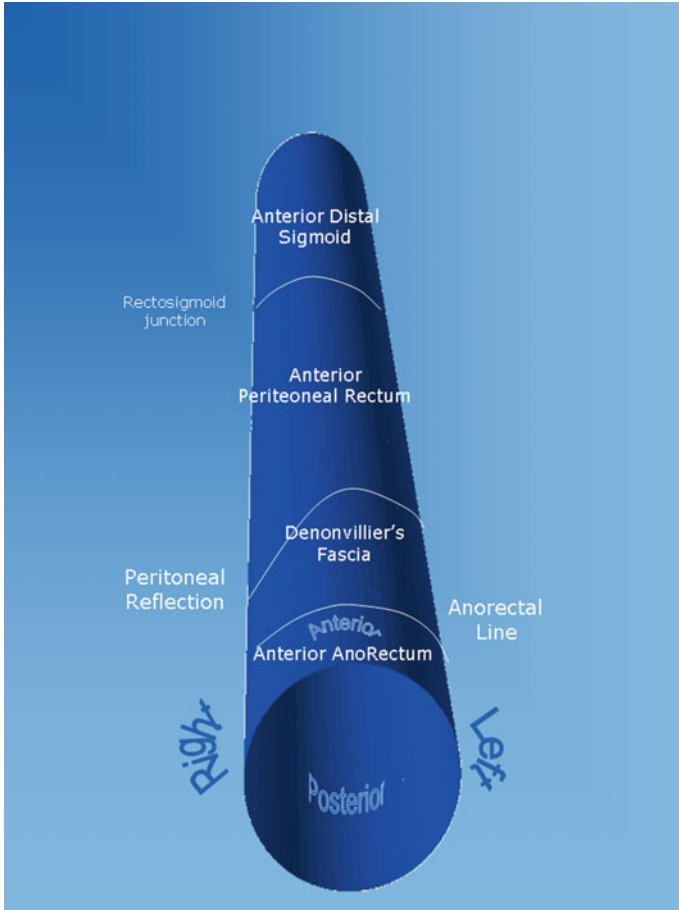 Anterior Distal
Sigmoid
Rectosigmoid
junction
Anterior
Periteoneal Rectum
Denonvillier's
Fascia
Peritoneal
Reflection
Anorectal
Line
Anterior
Anterior AnoRectum
Right
Left
Posterior